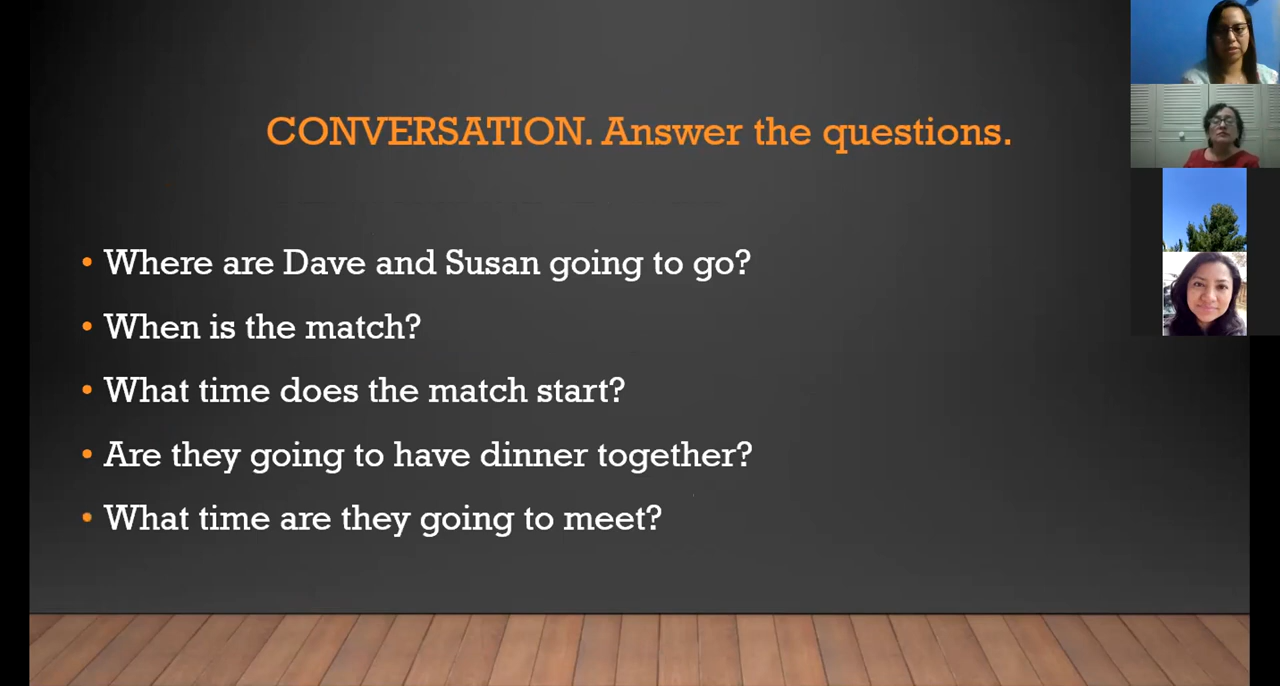 CONVERSATION. Answer the questions.
• Where are Dave and Susan going to go?
• When is the match?
• What time does the match start?
• Are they going to have dinner together?
• What time are they going to meet?